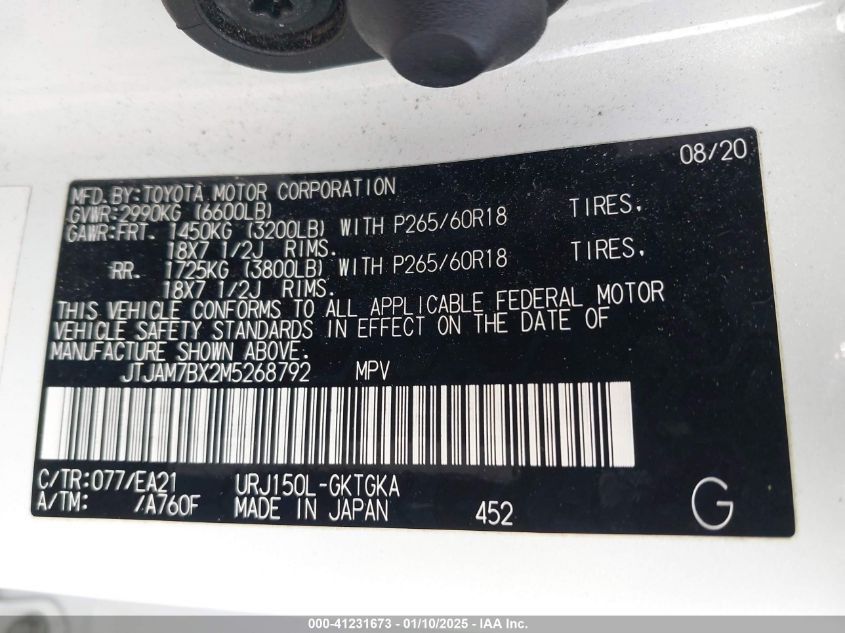 08/20
MFD. BY:TOYOTA MOTOR CORPORATION
GVWR:2990KG (6600LB)
GAWR:FRT. 1450KG (3200LB) WITH P265/60R18 TIRES,
18X7 1/2J RIMS.
RR. 1725KG (3800LB) WITH P265/60R18 TIRES,
18X7 1/2J RIMS.
THIS VEHICLE CONFORMS TO ALL APPLICABLE FEDERAL MOTOR
VEHICLE SAFETY STANDARDS IN EFFECT ON THE DATE OF
MANUFACTURE SHOWN ABOVE.
JTJAM7BX2M5268792 MPV
C/TR:077/EA21 URJ150L-GKTGKA
A/TM: /A760F MADE IN JAPAN 452 G
000-41231673 — 01/10/2025 — IAA Inc.